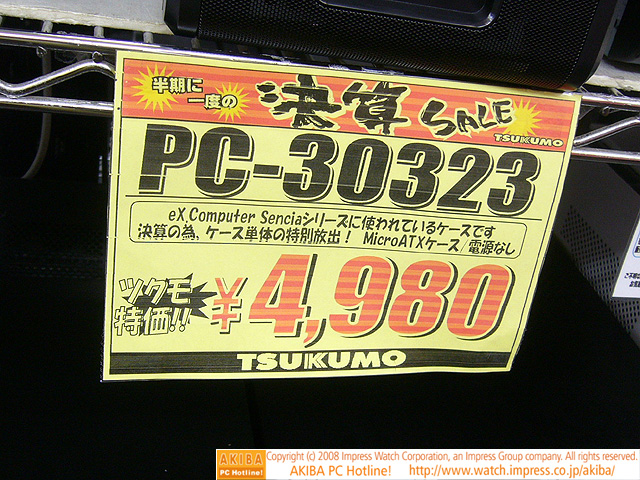 半期に
一度の
決算 SALE
TSUKUMO
PC-30323
eX.Computer Senciaシリーズに使われているケースです
決算の為、ケース単体の特別放出！ MicroATXケース/電源なし
ツクモ
特価!!
¥4,980
TSUKUMO
AKIBA
PC Hotline!
Copyright (c) 2008 Impress Watch Corporation, an Impress Group company. All rights reserved.
AKIBA PC Hotline! http://www.watch.impress.co.jp/akiba/